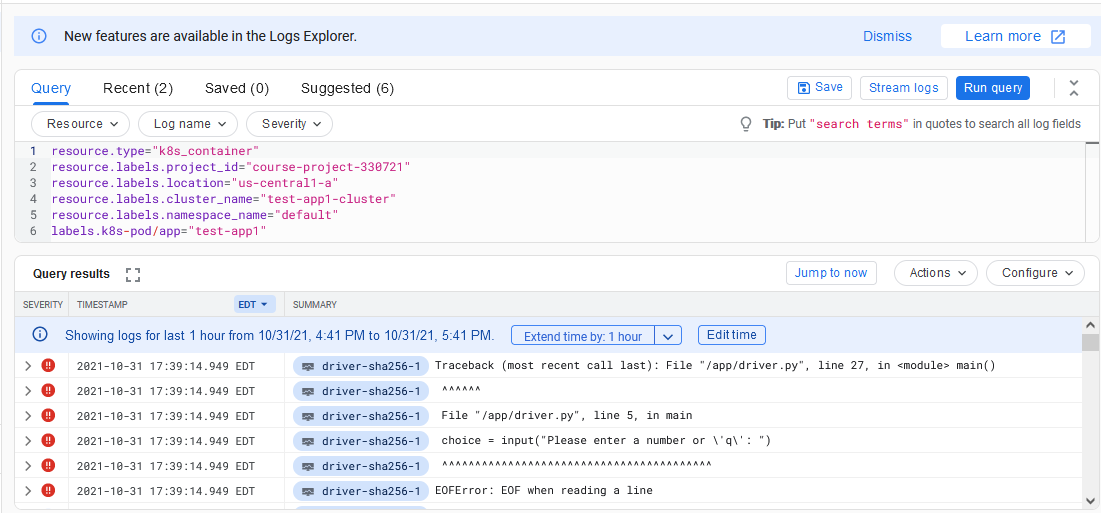 New features are available in the Logs Explorer. Dismiss Learn more
Query Recent (2) Saved (0) Suggested (6) Save Stream logs Run query
Resource Log name Severity Tip: Put "search terms" in quotes to search all log fields
1 resource.type="k8s_container"
2 resource.labels.project_id="course-project-330721"
3 resource.labels.location="us-central1-a"
4 resource.labels.cluster_name="test-app1-cluster"
5 resource.labels.namespace_name="default"
6 labels.k8s-pod/app="test-app1"
Query results Jump to now Actions Configure
SEVERITY TIMESTAMP EDT SUMMARY
Showing logs for last 1 hour from 10/31/21, 4:41 PM to 10/31/21, 5:41 PM. Extend time by: 1 hour Edit time
2021-10-31 17:39:14.949 EDT driver-sha256-1 Traceback (most recent call last): File "/app/driver.py", line 27, in <module> main()
2021-10-31 17:39:14.949 EDT driver-sha256-1 ^^^^^^
2021-10-31 17:39:14.949 EDT driver-sha256-1 File "/app/driver.py", line 5, in main
2021-10-31 17:39:14.949 EDT driver-sha256-1 choice = input("Please enter a number or \'q\': ")
2021-10-31 17:39:14.949 EDT driver-sha256-1 ^^^^^^^^^^^^^^^^^^^^^^^^^^^^^^^^^^^^^^^^^
2021-10-31 17:39:14.949 EDT driver-sha256-1 EOFError: EOF when reading a line